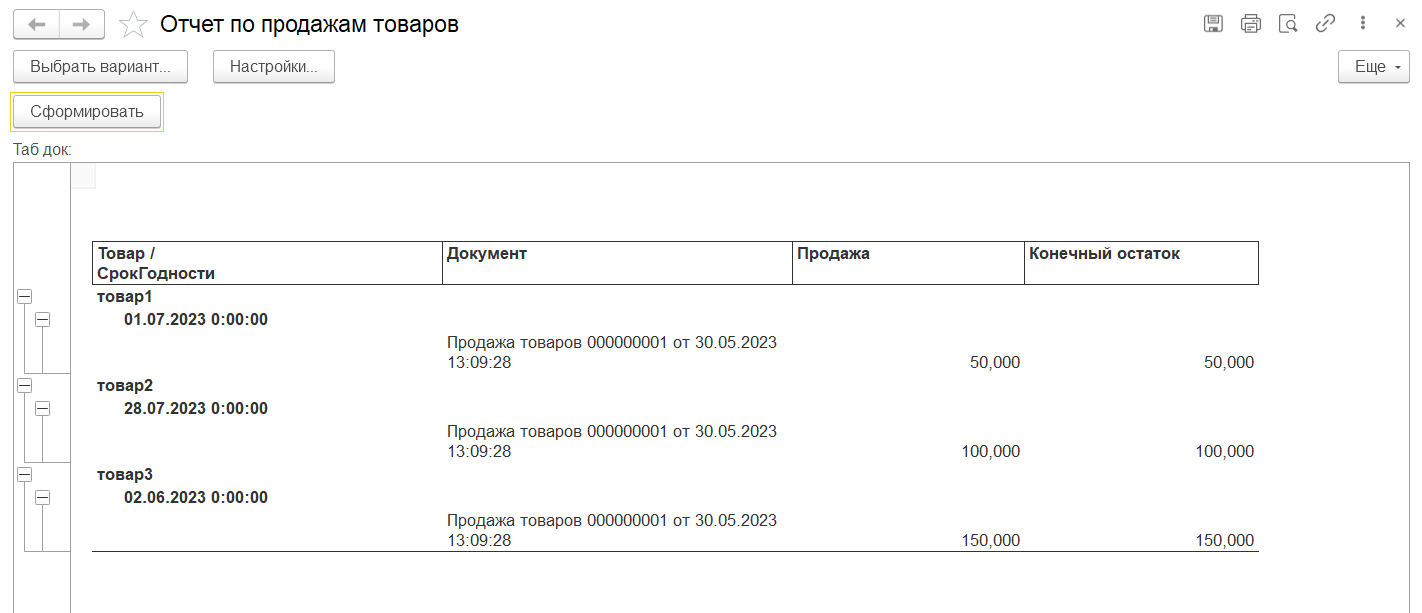 Отчет по продажам товаров
Выбрать вариант... Настройки... Еще
Сформировать
Таб док:
Товар / Документ Продажа Конечный остаток
СрокГодности
товар1
01.07.2023 0:00:00
Продажа товаров 000000001 от 30.05.2023
13:09:28 50,000 50,000
товар2
28.07.2023 0:00:00
Продажа товаров 000000001 от 30.05.2023
13:09:28 100,000 100,000
товар3
02.06.2023 0:00:00
Продажа товаров 000000001 от 30.05.2023
13:09:28 150,000 150,000